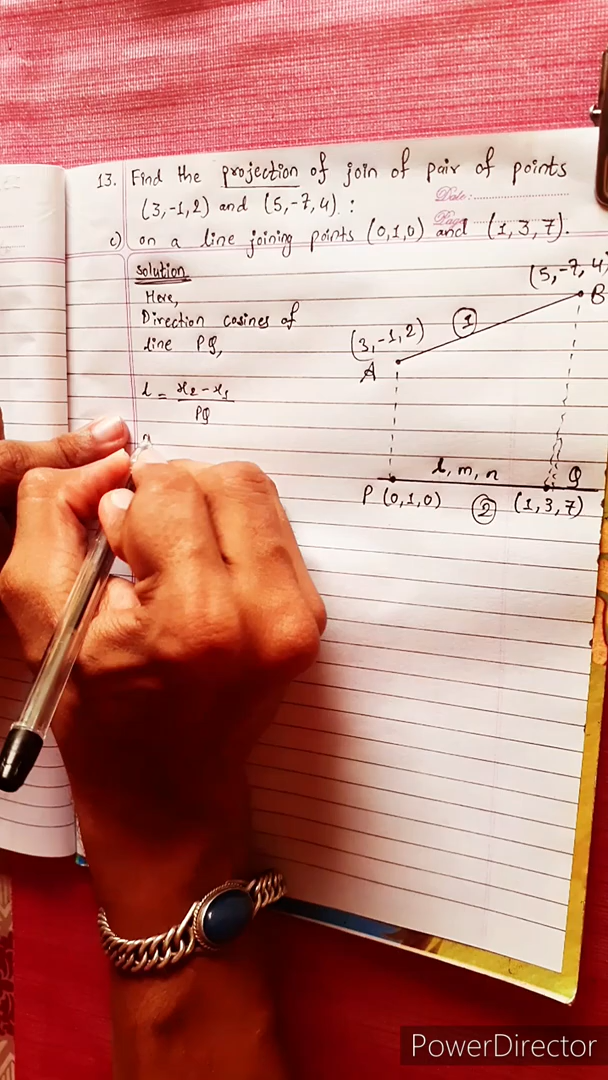 13. Find the projection of join of pair of points
(3,-1,2) and (5,-7,4) :
Date:
Page
c) on a line joining points (0,1,0) and (1,3,7).
Solution
Here,
Direction cosines of
line PQ,
l = x₂ - x₁
PQ
(5,-7,4)
B
1
(3,-1,2)
A
l, m, n
Q
P (0,1,0)
2
(1,3,7)
PowerDirector